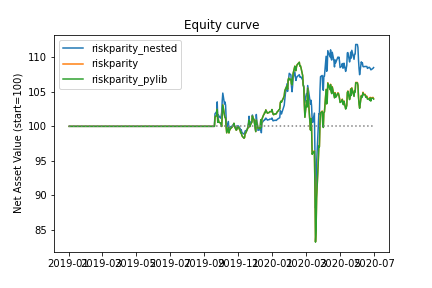 Equity curve
riskparity_nested
riskparity
riskparity_pylib
Net Asset Value (start=100)
110
105
100
95
90
85
2019-01 2019-03 2019-05 2019-07 2019-09 2019-11 2020-01 2020-03 2020-05 2020-07